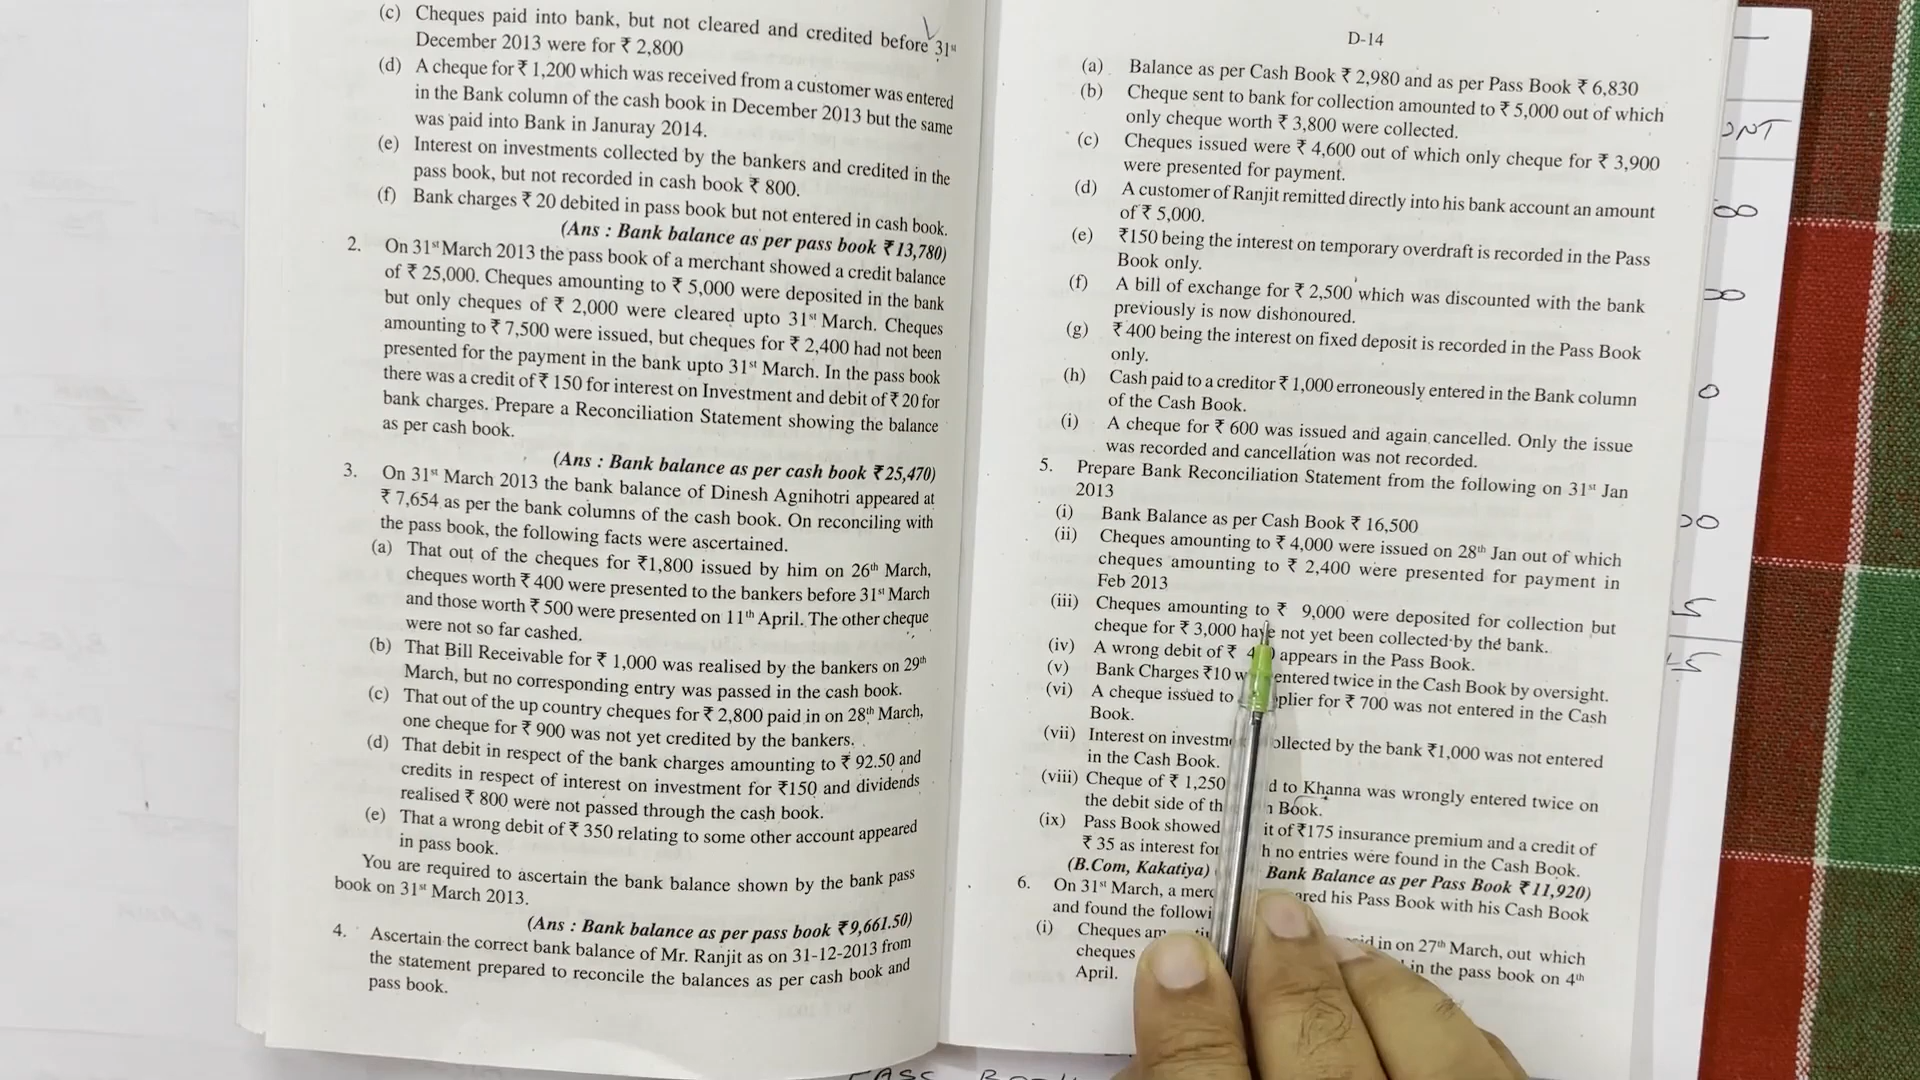 (c) Cheques paid into bank, but not cleared and credited before 31st
December 2013 were for ₹ 2,800
(d) A cheque for ₹ 1,200 which was received from a customer was entered
in the Bank column of the cash book in December 2013 but the same
was paid into Bank in Januray 2014.
(e) Interest on investments collected by the bankers and credited in the
pass book, but not recorded in cash book ₹ 800.
(f) Bank charges ₹ 20 debited in pass book but not entered in cash book.
(Ans : Bank balance as per pass book ₹ 13,780)
2. On 31st March 2013 the pass book of a merchant showed a credit balance
of ₹ 25,000. Cheques amounting to ₹ 5,000 were deposited in the bank
but only cheques of ₹ 2,000 were cleared upto 31st March. Cheques
amounting to ₹ 7,500 were issued, but cheques for ₹ 2,400 had not been
presented for the payment in the bank upto 31st March. In the pass book
there was a credit of ₹ 150 for interest on Investment and debit of ₹ 20 for
bank charges. Prepare a Reconciliation Statement showing the balance
as per cash book.
(Ans : Bank balance as per cash book ₹ 25,470)
3. On 31st March 2013 the bank balance of Dinesh Agnihotri appeared at
₹ 7,654 as per the bank columns of the cash book. On reconciling with
the pass book, the following facts were ascertained.
(a) That out of the cheques for ₹1,800 issued by him on 26th March,
cheques worth ₹ 400 were presented to the bankers before 31st March
and those worth ₹ 500 were presented on 11th April. The other cheque
were not so far cashed.
(b) That Bill Receivable for ₹ 1,000 was realised by the bankers on 29th
March, but no corresponding entry was passed in the cash book.
(c) That out of the up country cheques for ₹ 2,800 paid in on 28th March,
one cheque for ₹ 900 was not yet credited by the bankers.
(d) That debit in respect of the bank charges amounting to ₹ 92.50 and
credits in respect of interest on investment for ₹150 and dividends
realised ₹ 800 were not passed through the cash book.
(e) That a wrong debit of ₹ 350 relating to some other account appeared
in pass book.
You are required to ascertain the bank balance shown by the bank pass
book on 31st March 2013.
(Ans : Bank balance as per pass book ₹ 9,661.50)
4. Ascertain the correct bank balance of Mr. Ranjit as on 31-12-2013 from
the statement prepared to reconcile the balances as per cash book and
pass book.
D-14
(a) Balance as per Cash Book ₹ 2,980 and as per Pass Book ₹ 6,830
(b) Cheque sent to bank for collection amounted to ₹ 5,000 out of which
only cheque worth ₹ 3,800 were collected.
(c) Cheques issued were ₹ 4,600 out of which only cheque for ₹ 3,900
were presented for payment.
(d) A customer of Ranjit remitted directly into his bank account an amount
of ₹ 5,000.
(e) ₹150 being the interest on temporary overdraft is recorded in the Pass
Book only.
(f) A bill of exchange for ₹ 2,500 which was discounted with the bank
previously is now dishonoured.
(g) ₹ 400 being the interest on fixed deposit is recorded in the Pass Book
only.
(h) Cash paid to a creditor ₹ 1,000 erroneously entered in the Bank column
of the Cash Book.
(i) A cheque for ₹ 600 was issued and again cancelled. Only the issue
was recorded and cancellation was not recorded.
5. Prepare Bank Reconciliation Statement from the following on 31st Jan
2013
(i) Bank Balance as per Cash Book ₹ 16,500
(ii) Cheques amounting to ₹ 4,000 were issued on 28th Jan out of which
cheques amounting to ₹ 2,400 were presented for payment in
Feb 2013
(iii) Cheques amounting to ₹ 9,000 were deposited for collection but
cheque for ₹ 3,000 have not yet been collected by the bank.
(iv) A wrong debit of ₹ appears in the Pass Book.
(v) Bank Charges ₹10 entered twice in the Cash Book by oversight.
(vi) A cheque issued to for ₹ 700 was not entered in the Cash
Book.
(vii) Interest on collected by the bank ₹1,000 was not entered
in the Cash Book.
(viii) Cheque of ₹ 1,250 to Khanna was wrongly entered twice on
the debit side of Book.
(ix) Pass Book showed of ₹175 insurance premium and a credit of
₹ 35 as interest for no entries were found in the Cash Book.
(B.Com, Kakatiya) Bank Balance as per Pass Book ₹ 11,920)
6. On 31st March, a his Pass Book with his Cash Book
and found the
(i) Cheques in on 27th March, out which
cheques in the pass book on 4th
April.